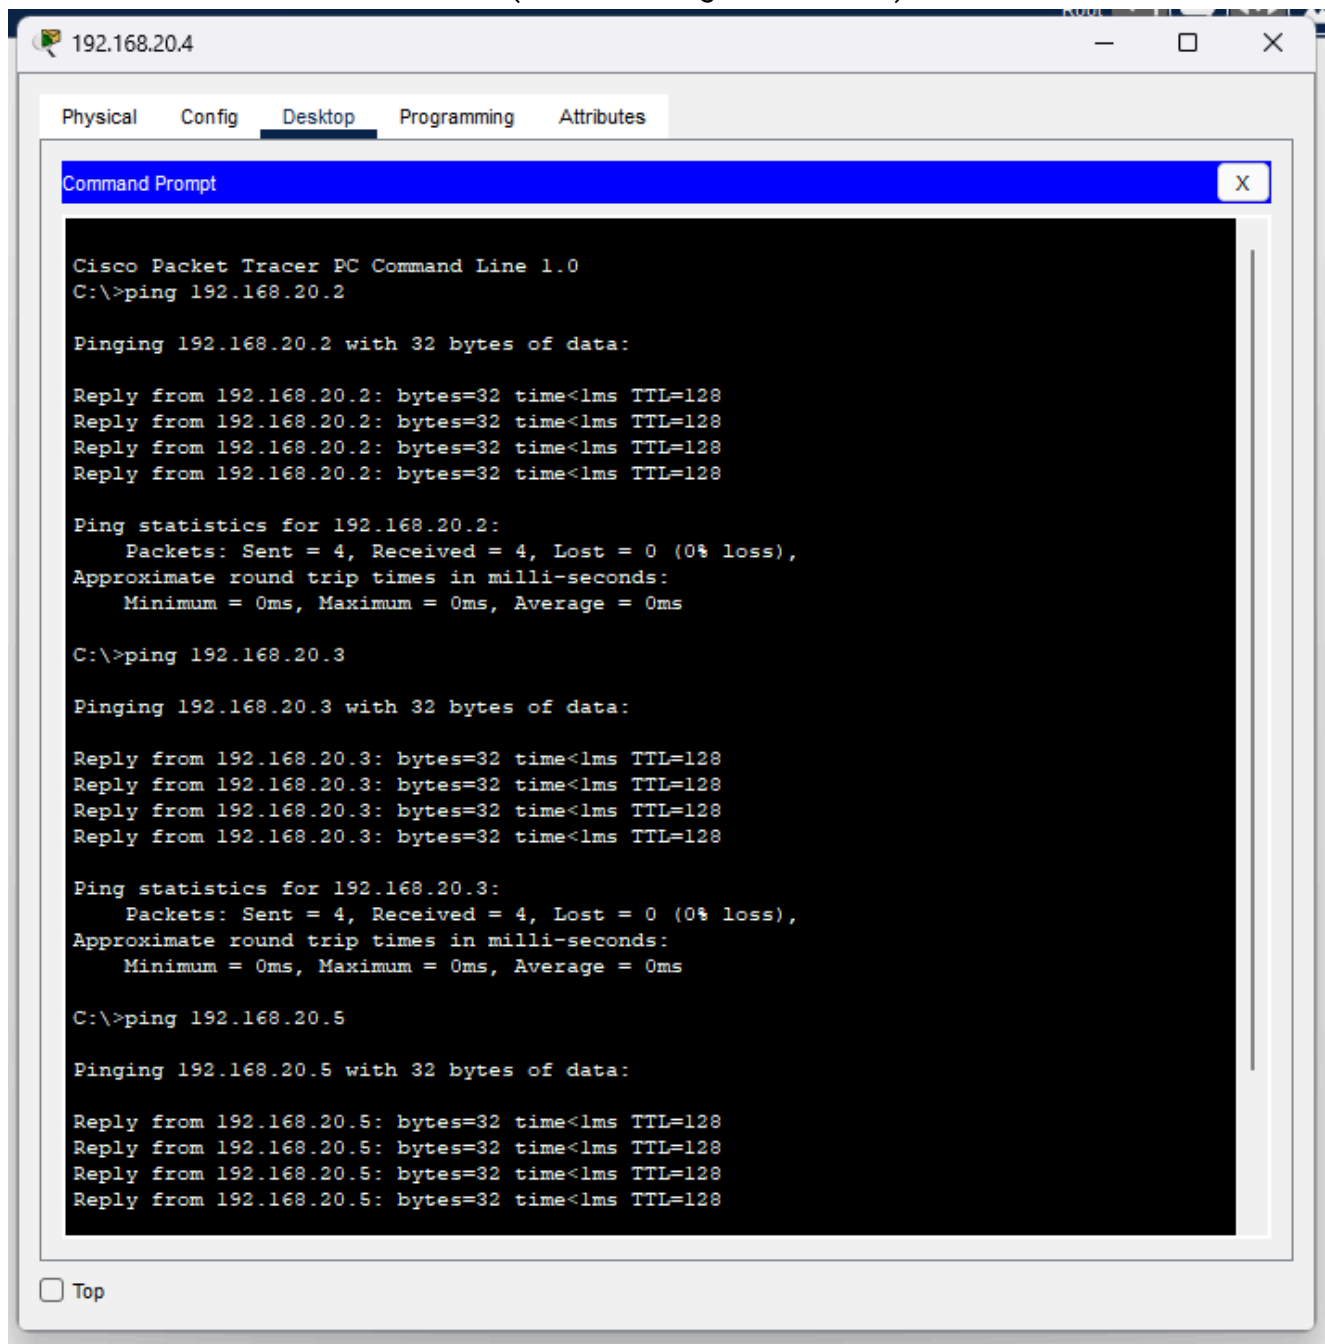 192.168.20.4
Physical Config Desktop Programming Attributes
Command Prompt X
Cisco Packet Tracer PC Command Line 1.0
C:\>ping 192.168.20.2
Pinging 192.168.20.2 with 32 bytes of data:
Reply from 192.168.20.2: bytes=32 time<1ms TTL=128
Reply from 192.168.20.2: bytes=32 time<1ms TTL=128
Reply from 192.168.20.2: bytes=32 time<1ms TTL=128
Reply from 192.168.20.2: bytes=32 time<1ms TTL=128
Ping statistics for 192.168.20.2:
Packets: Sent = 4, Received = 4, Lost = 0 (0% loss),
Approximate round trip times in milli-seconds:
Minimum = 0ms, Maximum = 0ms, Average = 0ms
C:\>ping 192.168.20.3
Pinging 192.168.20.3 with 32 bytes of data:
Reply from 192.168.20.3: bytes=32 time<1ms TTL=128
Reply from 192.168.20.3: bytes=32 time<1ms TTL=128
Reply from 192.168.20.3: bytes=32 time<1ms TTL=128
Reply from 192.168.20.3: bytes=32 time<1ms TTL=128
Ping statistics for 192.168.20.3:
Packets: Sent = 4, Received = 4, Lost = 0 (0% loss),
Approximate round trip times in milli-seconds:
Minimum = 0ms, Maximum = 0ms, Average = 0ms
C:\>ping 192.168.20.5
Pinging 192.168.20.5 with 32 bytes of data:
Reply from 192.168.20.5: bytes=32 time<1ms TTL=128
Reply from 192.168.20.5: bytes=32 time<1ms TTL=128
Reply from 192.168.20.5: bytes=32 time<1ms TTL=128
Reply from 192.168.20.5: bytes=32 time<1ms TTL=128
Top